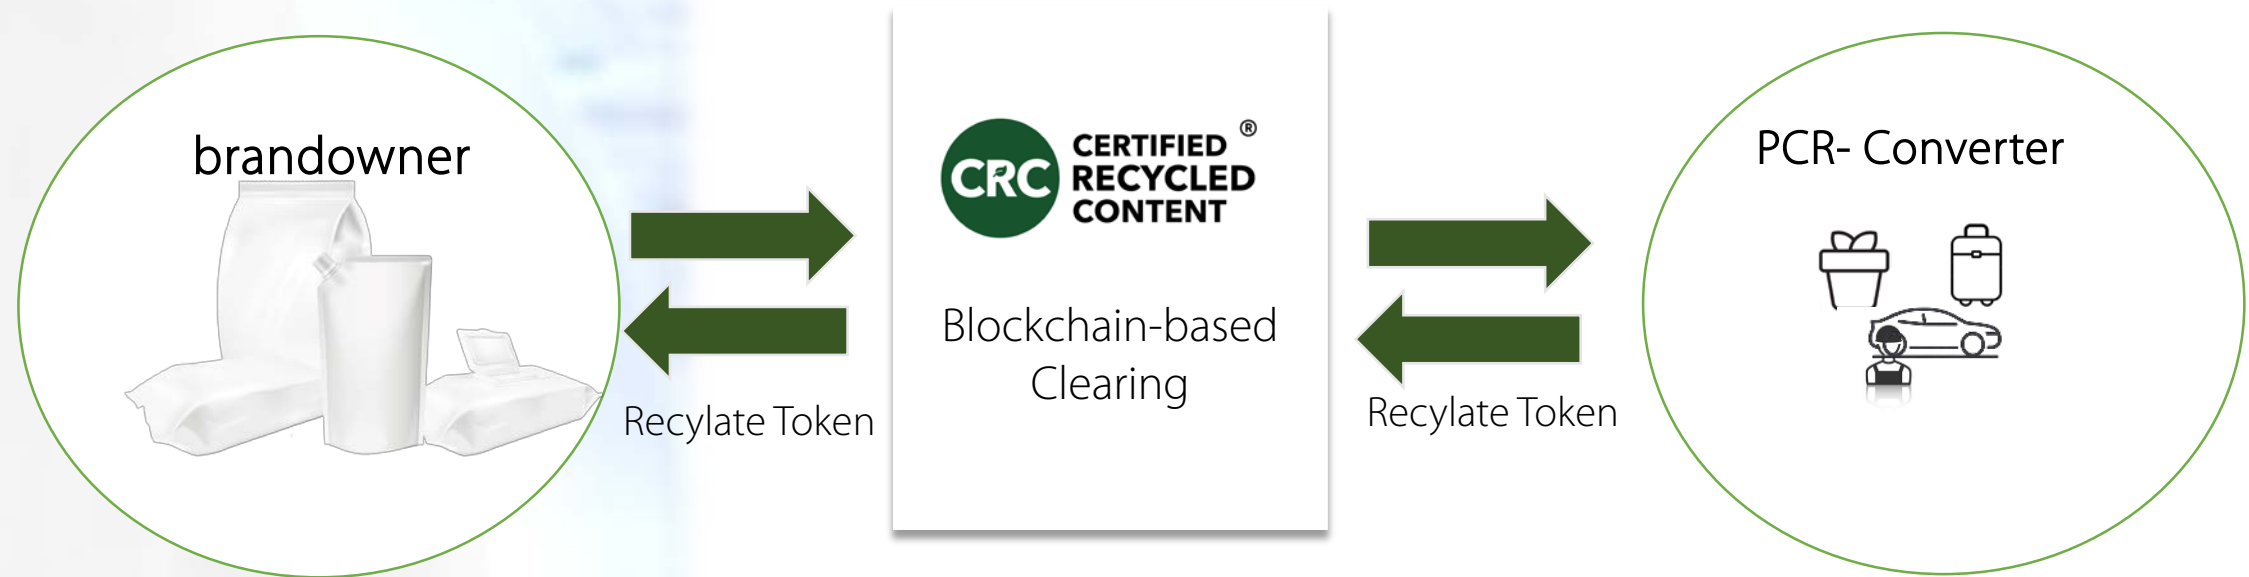 brandowner
Recylate Token
CRC
CERTIFIED ®
RECYCLED
CONTENT
Blockchain-based
Clearing
Recylate Token
PCR- Converter